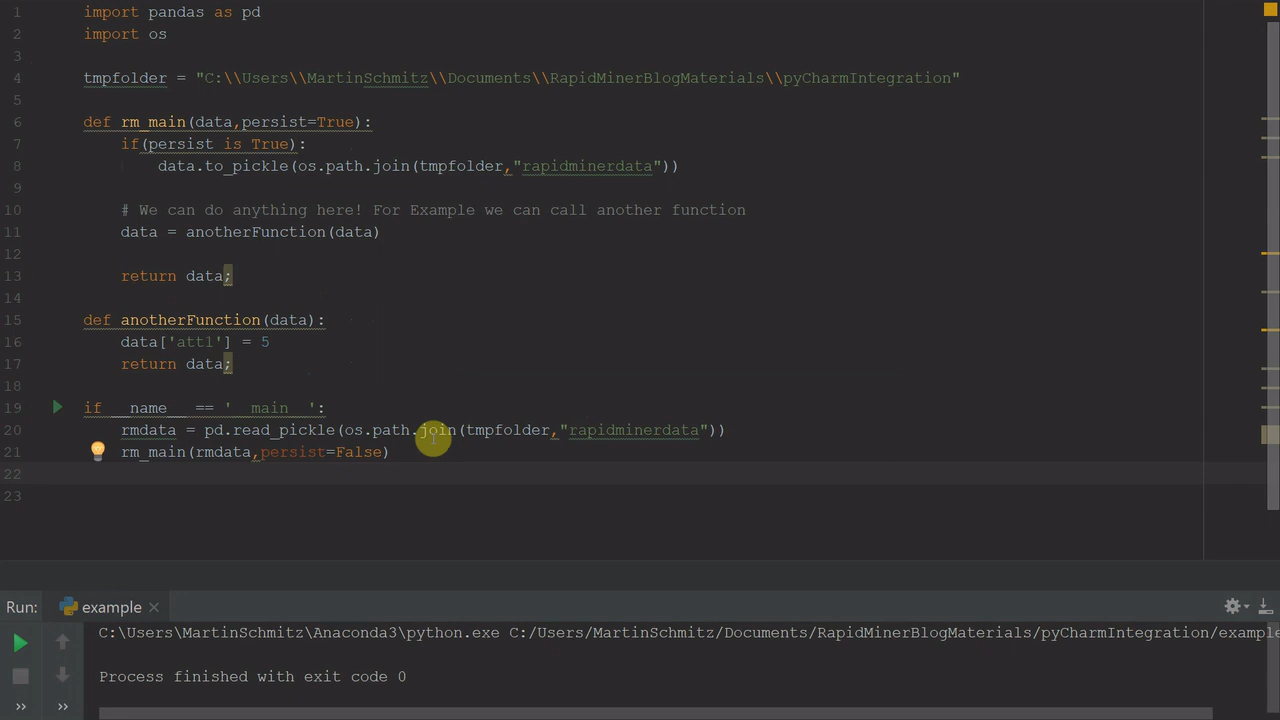 1 import pandas as pd
2 import os
3
4 tmpfolder = "C:\\Users\\MartinSchmitz\\Documents\\RapidMinerBlogMaterials\\pyCharmIntegration"
5
6 def rm_main(data,persist=True):
7 if(persist is True):
8 data.to_pickle(os.path.join(tmpfolder,"rapidminerdata"))
9
10 # We can do anything here! For Example we can call another function
11 data = anotherFunction(data)
12
13 return data;
14
15 def anotherFunction(data):
16 data['att1'] = 5
17 return data;
18
19 if __name__ == '__main__':
20 rmdata = pd.read_pickle(os.path.join(tmpfolder,"rapidminerdata"))
21 rm_main(rmdata,persist=False)
22
23
Run: example
C:\Users\MartinSchmitz\Anaconda3\python.exe C:/Users/MartinSchmitz/Documents/RapidMinerBlogMaterials/pyCharmIntegration/example
Process finished with exit code 0